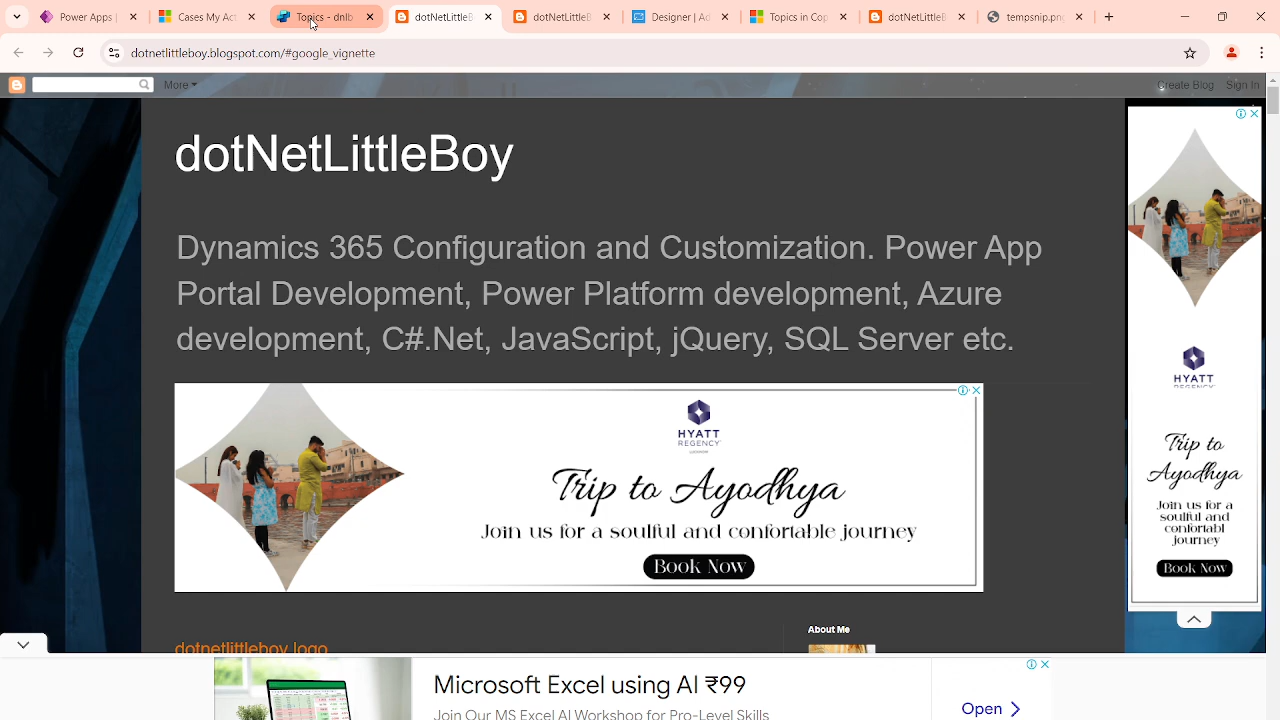 Power Apps
Cases My Act
Topics - dnlb
dotNetLittleB
dotNetLittleB
Designer | Ad
Topics in Cop
dotNetLittleB
tempsnip.pn
dotnetlittleboy.blogspot.com/#google_vignette
More
Create Blog Sign In
dotNetLittleBoy
Dynamics 365 Configuration and Customization. Power App
Portal Development, Power Platform development, Azure
development, C#.Net, JavaScript, jQuery, SQL Server etc.
HYATT
REGENCY
LUCKNOW
Trip to Ayodhya
Join us for a soulful and confortable journey
Book Now
HYATT
REGENCY
Trip to
Ayodhya
Join us for a
soulful and
confortabl
journey
Book Now
dotnetlittleboy logo
About Me
Microsoft Excel using AI ₹99
Join Our MS Excel AI Workshop for Pro-Level Skills
Open